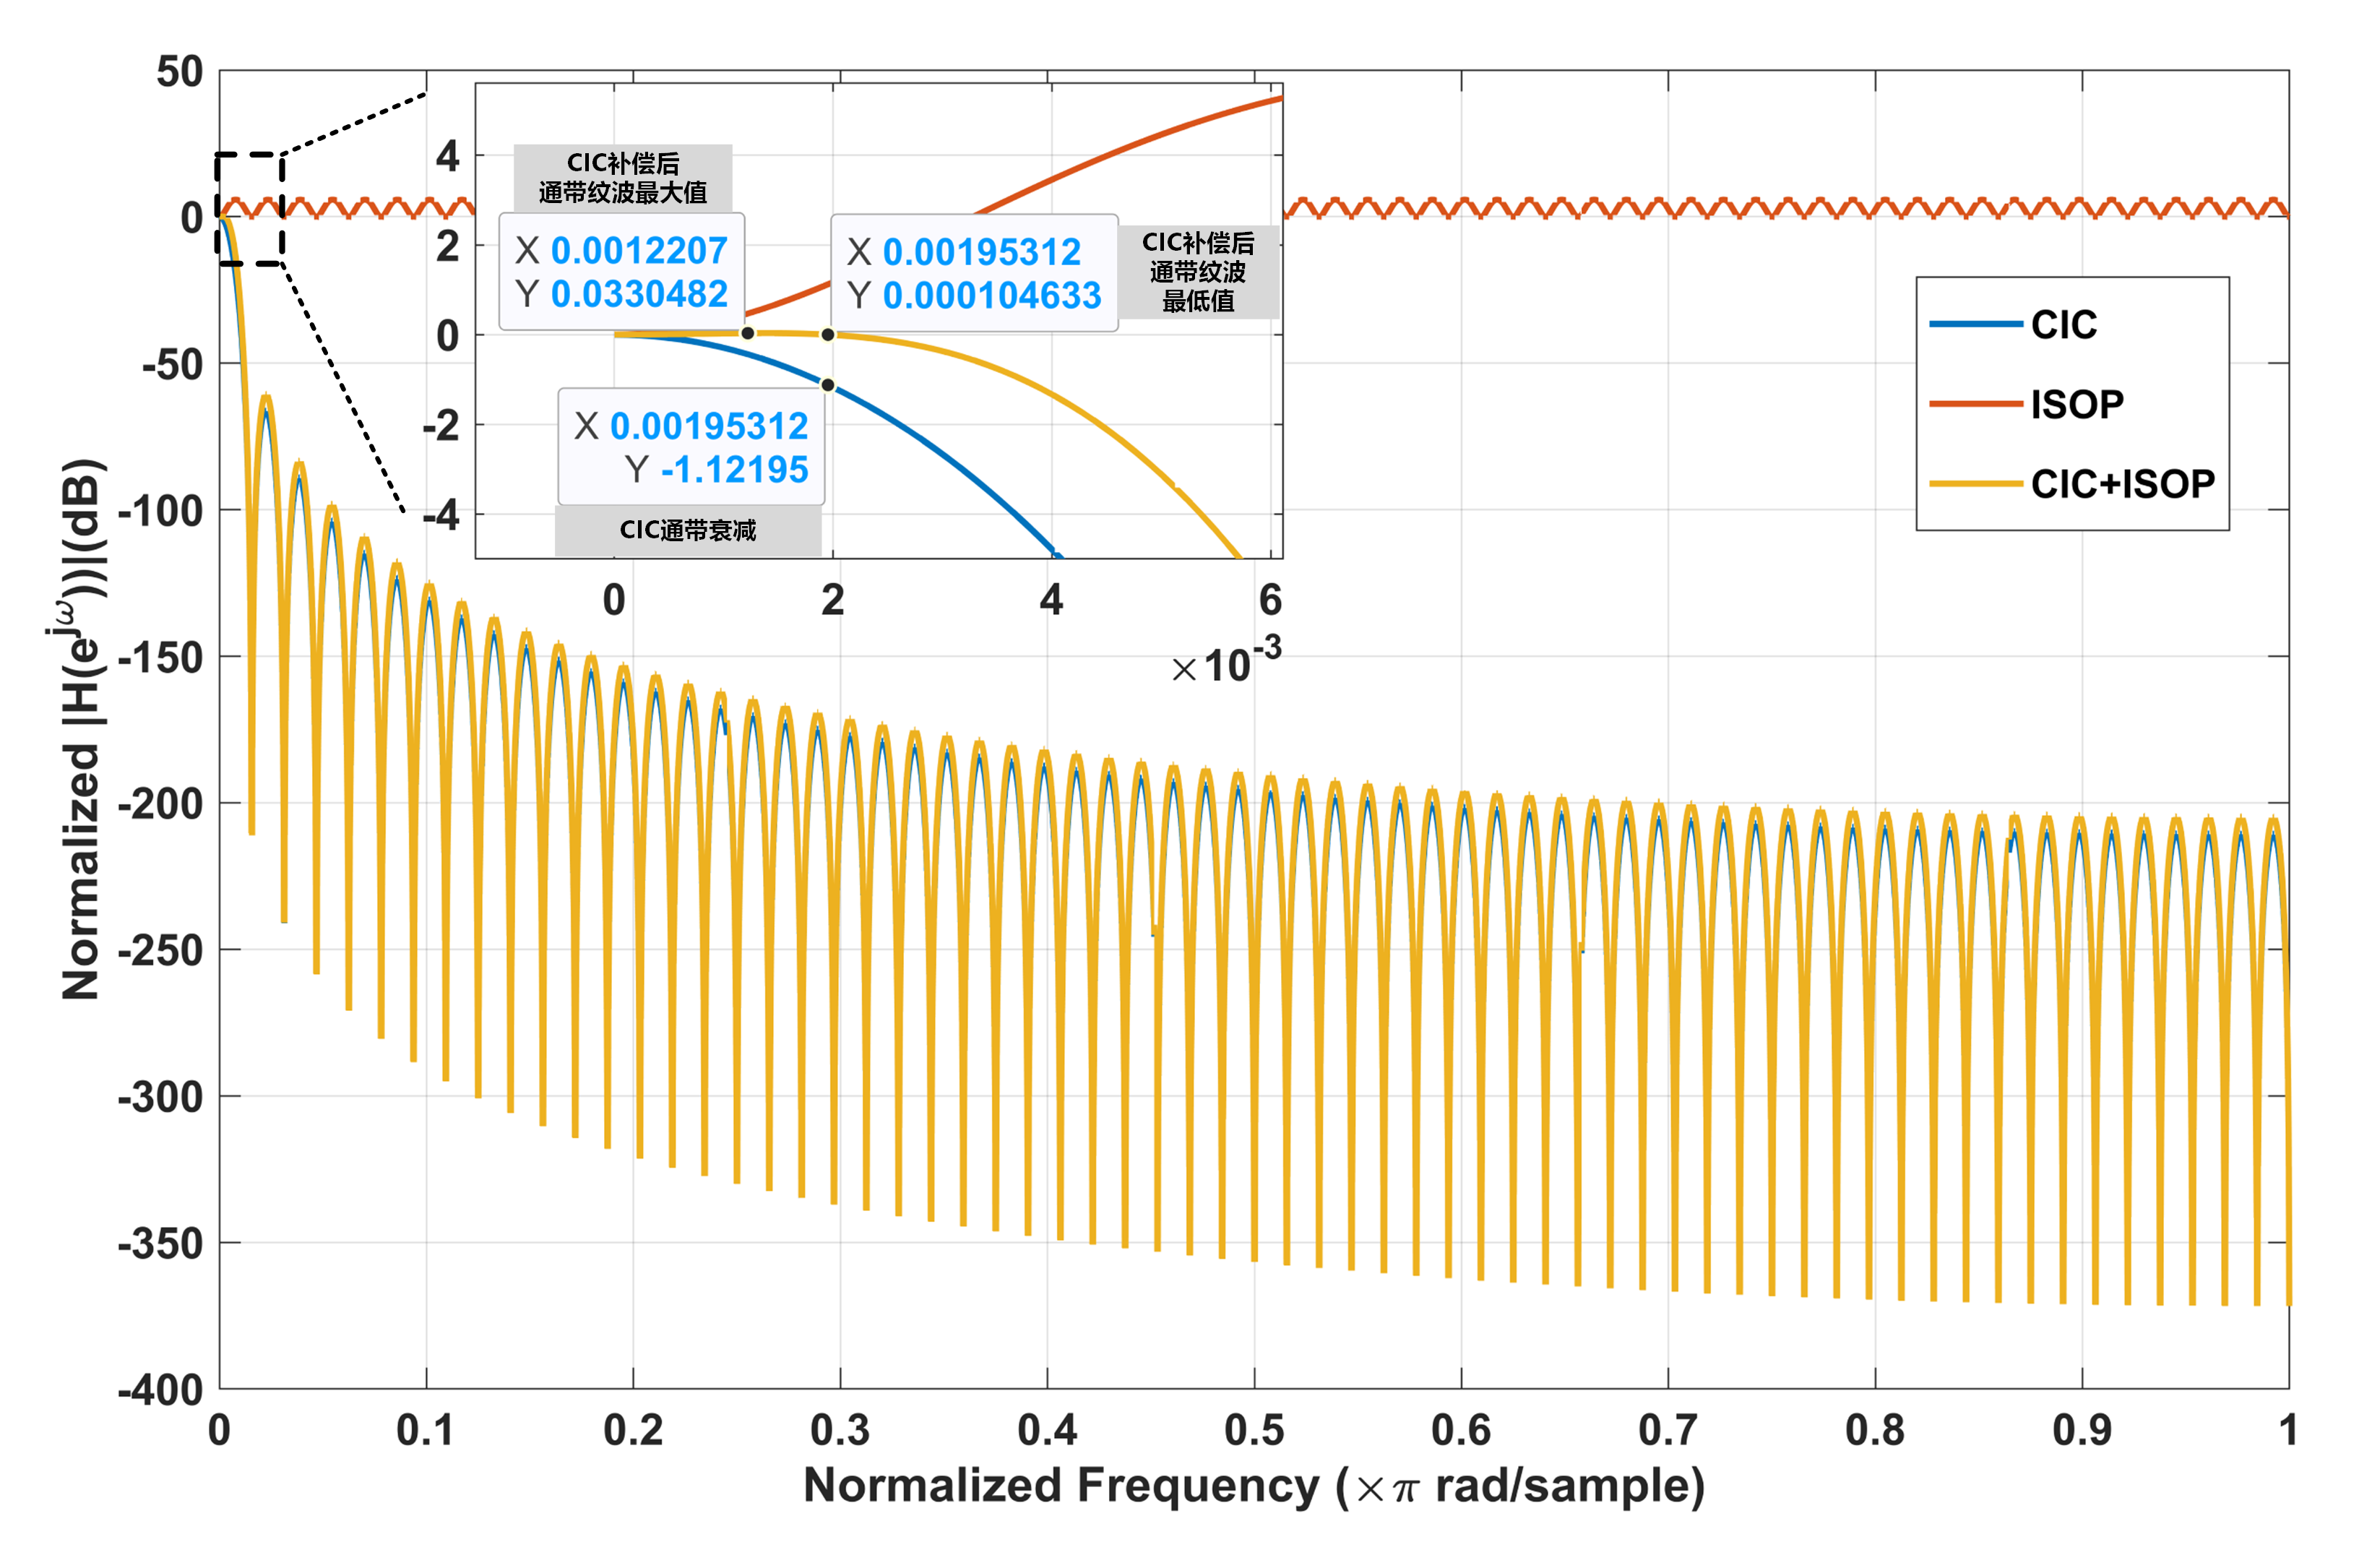 50
0
-50
-100
-150
-200
-250
-300
-350
-400
Normalized |H(e^jω))|(dB)
0 0.1 0.2 0.3 0.4 0.5 0.6 0.7 0.8 0.9 1
Normalized Frequency (×π rad/sample)
4
2
0
-2
-4
0 2 4 6
×10^-3
CIC补偿后
通带纹波最大值
X 0.0012207
Y 0.0330482
X 0.00195312
Y 0.000104633
CIC补偿后
通带纹波
最低值
X 0.00195312
Y -1.12195
CIC通带衰减
CIC
ISOP
CIC+ISOP